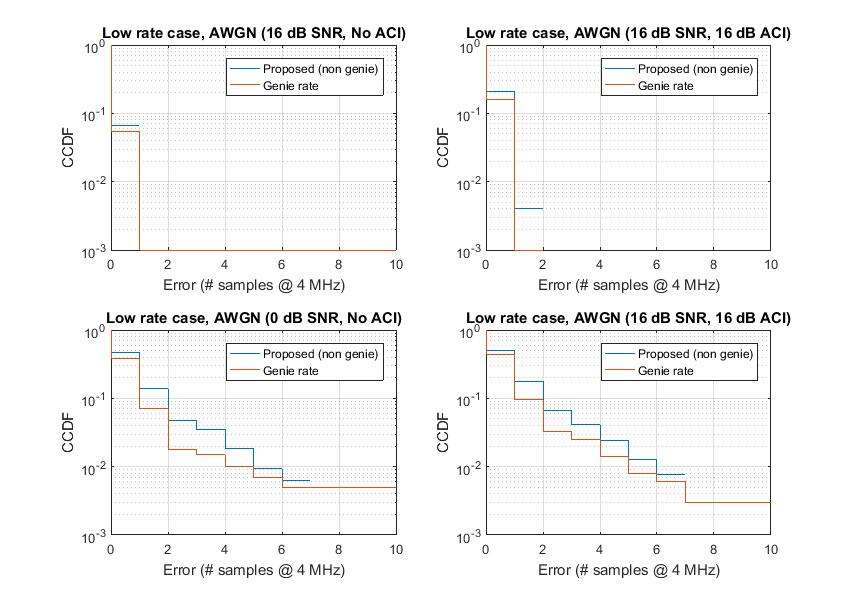 Low rate case, AWGN (16 dB SNR, No ACI)
10^0
10^-1
10^-2
10^-3
CCDF
Proposed (non genie)
Genie rate
0 2 4 6 8 10
Error (# samples @ 4 MHz)
Low rate case, AWGN (16 dB SNR, 16 dB ACI)
10^0
10^-1
10^-2
10^-3
CCDF
Proposed (non genie)
Genie rate
0 2 4 6 8 10
Error (# samples @ 4 MHz)
Low rate case, AWGN (0 dB SNR, No ACI)
10^0
10^-1
10^-2
10^-3
CCDF
Proposed (non genie)
Genie rate
0 2 4 6 8 10
Error (# samples @ 4 MHz)
Low rate case, AWGN (16 dB SNR, 16 dB ACI)
10^0
10^-1
10^-2
10^-3
CCDF
Proposed (non genie)
Genie rate
0 2 4 6 8 10
Error (# samples @ 4 MHz)